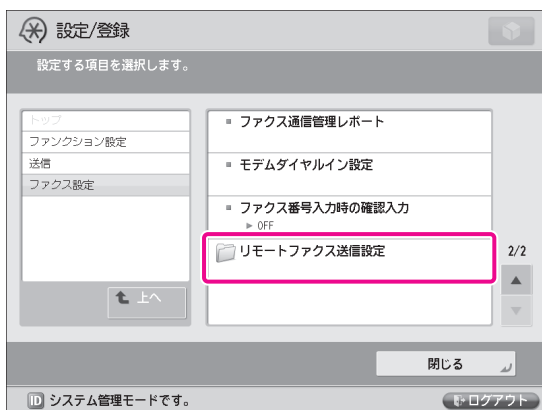 設定/登録
設定する項目を選択します。
トップ
ファンクション設定
送信
ファクス設定
ファクス通信管理レポート
モデムダイヤルイン設定
ファクス番号入力時の確認入力
▶ OFF
リモートファクス送信設定
2/2
上へ
閉じる
ID システム管理モードです。
ログアウト